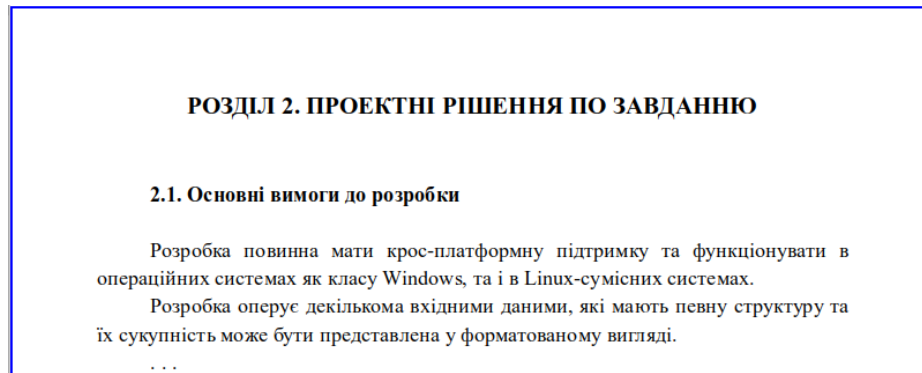 РОЗДІЛ 2. ПРОЕКТНІ РІШЕННЯ ПО ЗАВДАННЮ
2.1. Основні вимоги до розробки
Розробка повинна мати крос-платформну підтримку та функціонувати в
операційних системах як класу Windows, та і в Linux-сумісних системах.
Розробка оперує декількома вхідними даними, які мають певну структуру та
їх сукупність може бути представлена у форматованому вигляді.
. . .